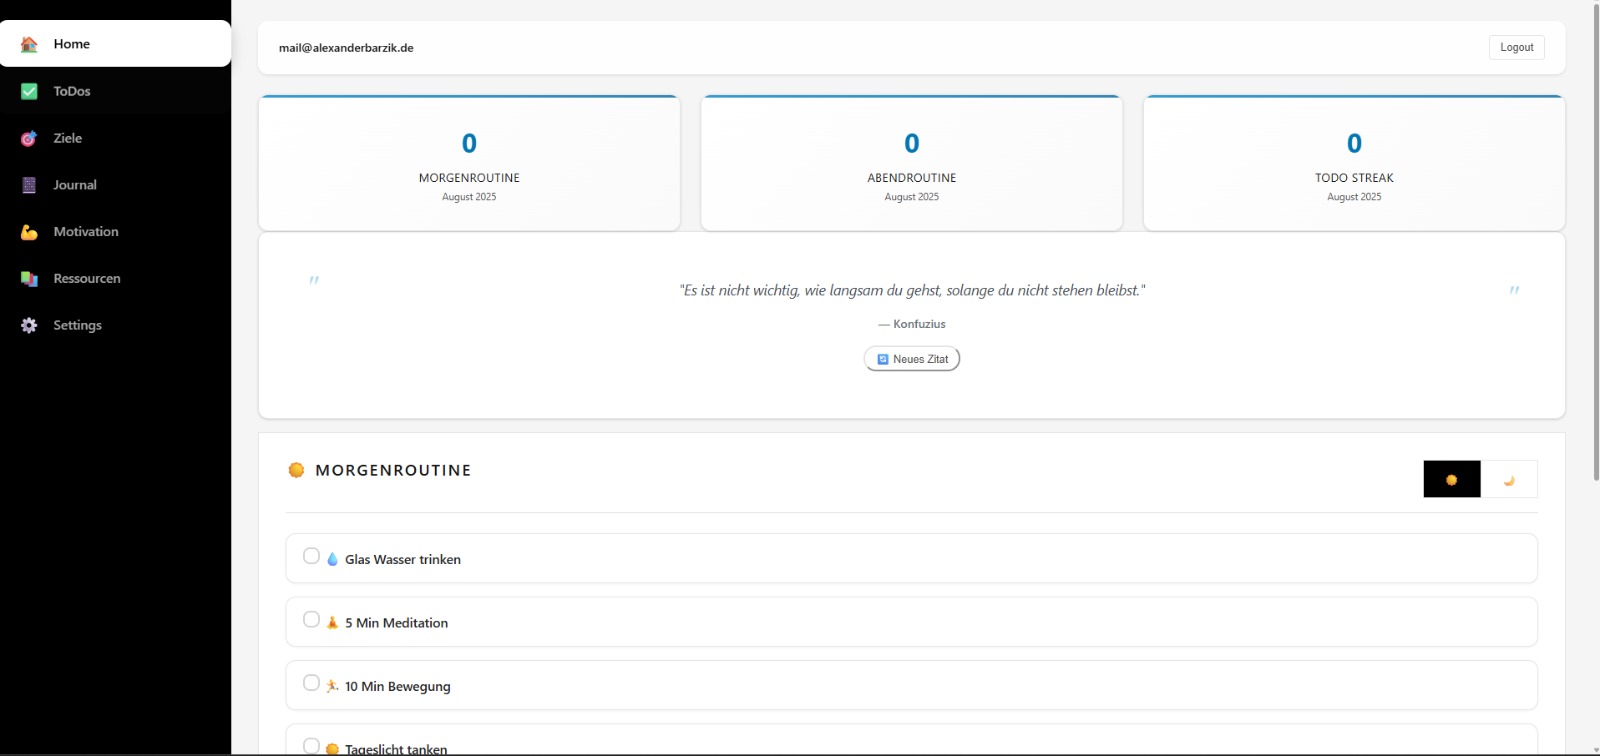 Home
ToDos
Ziele
Journal
Motivation
Ressourcen
Settings
mail@alexanderbarzik.de
Logout
0
MORGENROUTINE
August 2025
0
ABENDROUTINE
August 2025
0
TODO STREAK
August 2025
"
"Es ist nicht wichtig, wie langsam du gehst, solange du nicht stehen bleibst."
"
— Konfuzius
Neues Zitat
MORGENROUTINE
Glas Wasser trinken
5 Min Meditation
10 Min Bewegung
Tageslicht tanken